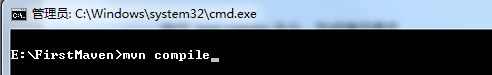 管理员: C:\Windows\system32\cmd.exe
E:\FirstMaven>mvn compile_